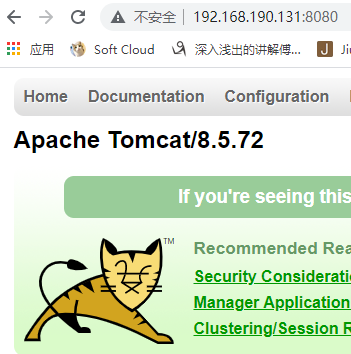 不安全 | 192.168.190.131:8080
应用 Soft Cloud 深入浅出的讲解傅... J
Home Documentation Configuration
Apache Tomcat/8.5.72
If you're seeing this
TM
Recommended Rea
Security Considerati
Manager Application
Clustering/Session R